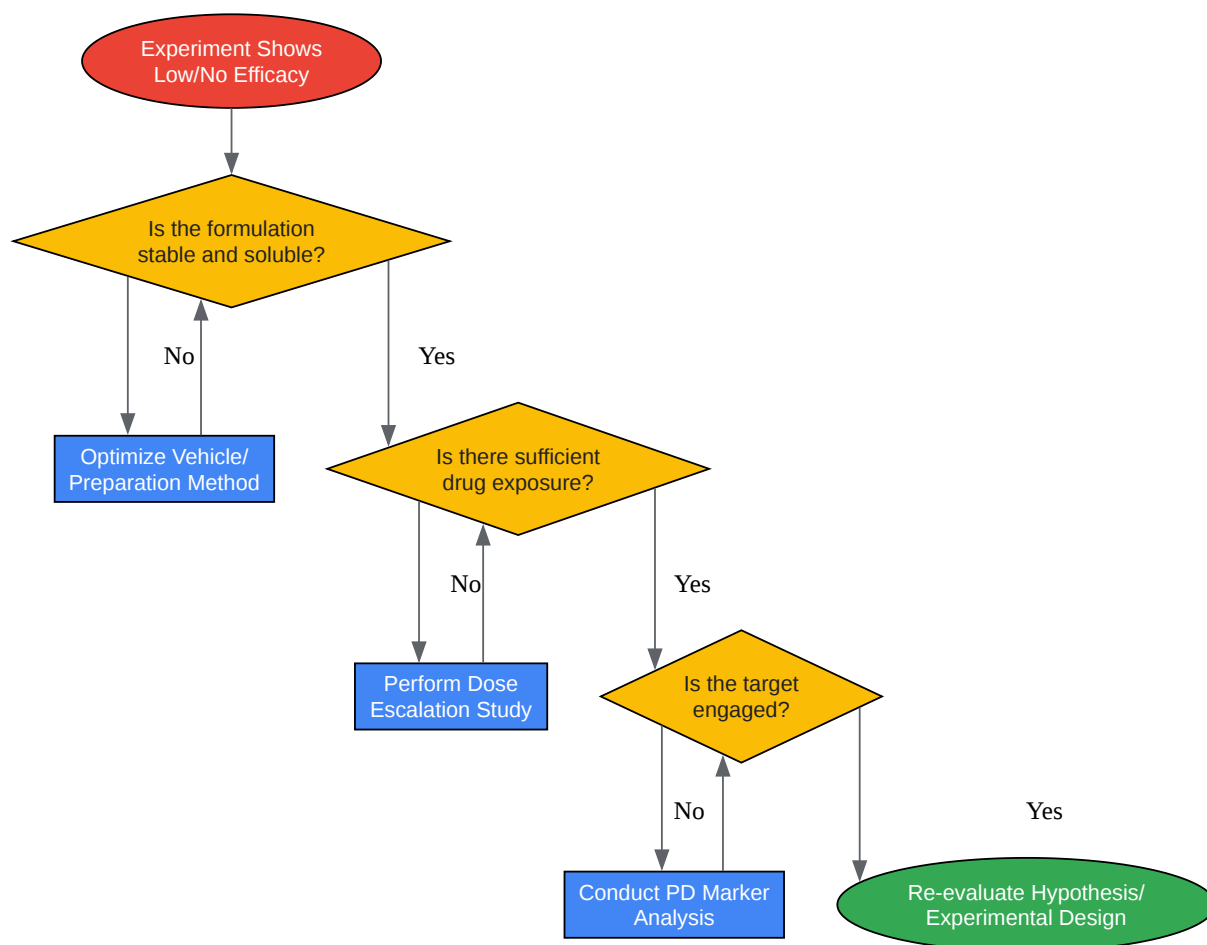 Experiment Shows
Low/No Efficacy
Is the formulation
stable and soluble?
No
Yes
Optimize Vehicle/
Preparation Method
Is there sufficient
drug exposure?
No
Yes
Perform Dose
Escalation Study
Is the target
engaged?
No
Yes
Conduct PD Marker
Analysis
Re-evaluate Hypothesis/
Experimental Design